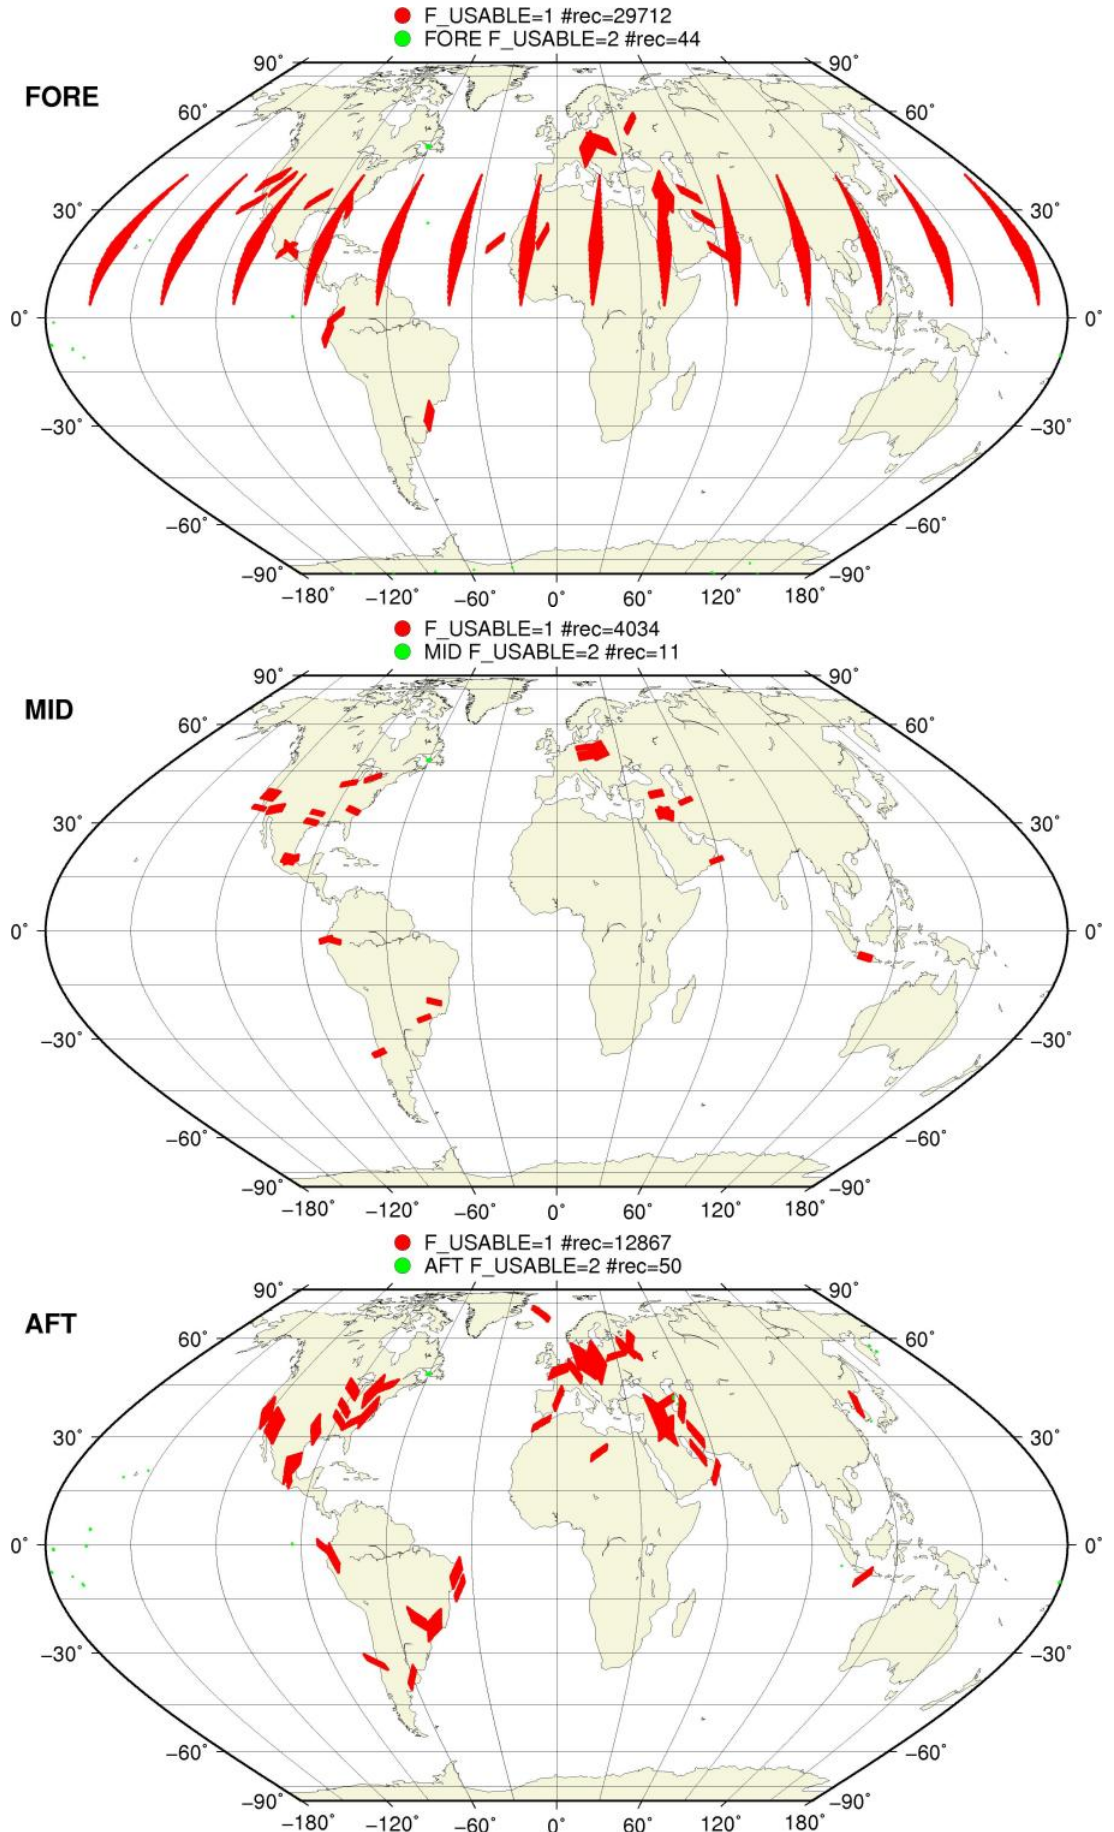 F_USABLE=1 #rec=29712
FORE F_USABLE=2 #rec=44
FORE
90° 90°
60° 60°
30° 30°
0° 0°
−30° −30°
−60° −60°
−90° −90°
−180° −120° −60° 0° 60° 120° 180°
F_USABLE=1 #rec=4034
MID F_USABLE=2 #rec=11
MID
90° 90°
60° 60°
30° 30°
0° 0°
−30° −30°
−60° −60°
−90° −90°
−180° −120° −60° 0° 60° 120° 180°
F_USABLE=1 #rec=12867
AFT F_USABLE=2 #rec=50
AFT
90° 90°
60° 60°
30° 30°
0° 0°
−30° −30°
−60° −60°
−90° −90°
−180° −120° −60° 0° 60° 120° 180°